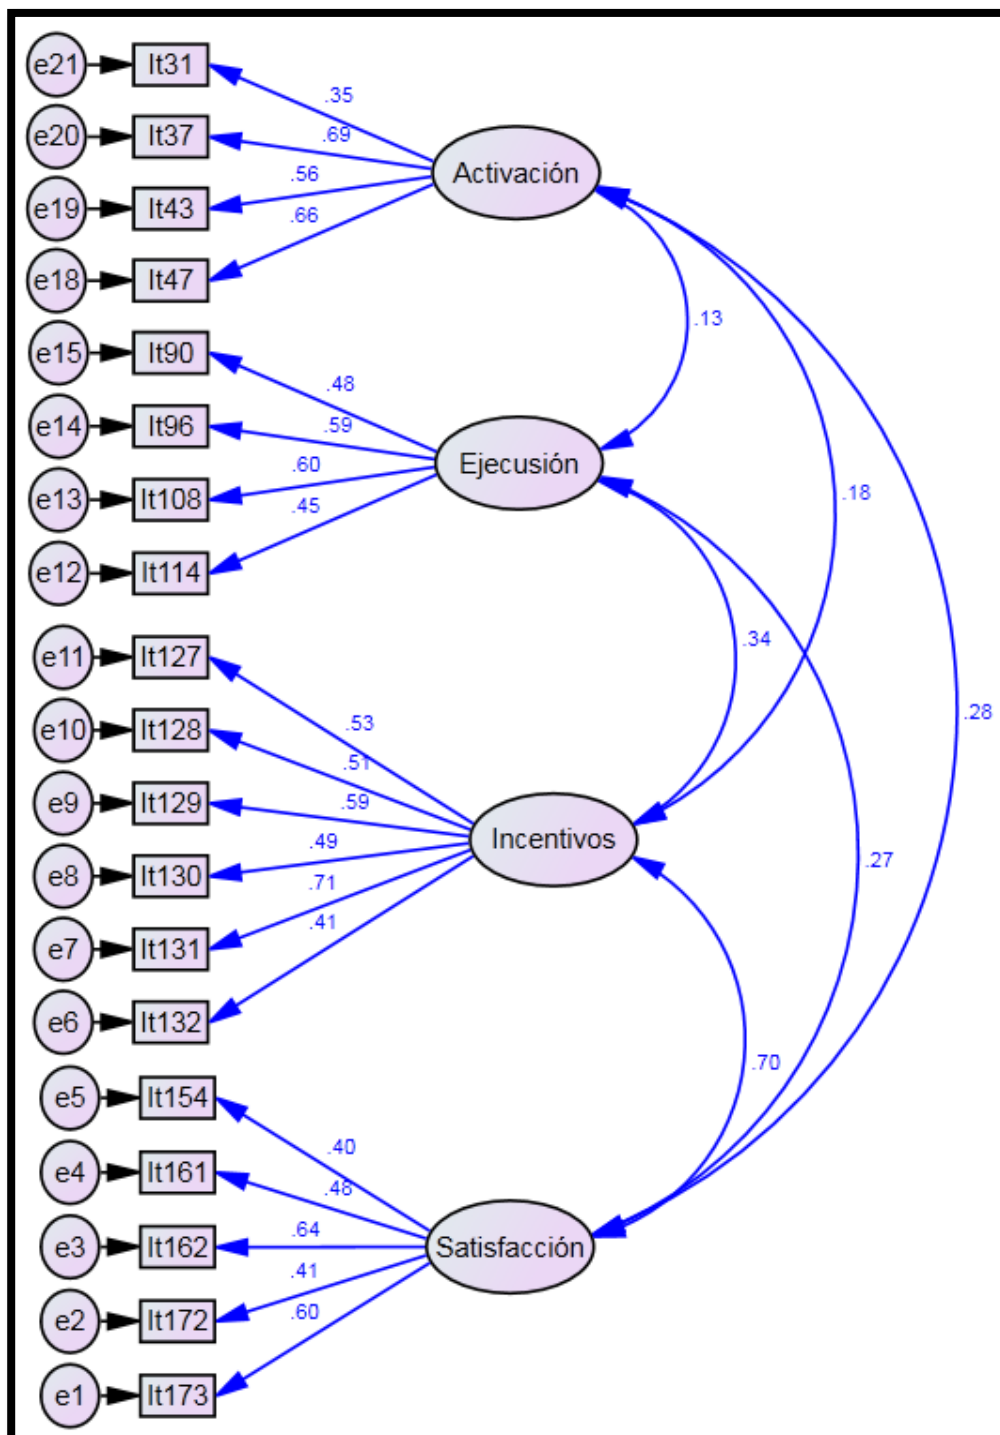 e21 It31
.35
e20 It37
.69
Activación
.56
e19 It43
.66
e18 It47
.13
e15 It90
.48
e14 It96
.59
Ejecución
.60
e13 It108
.18
.45
e12 It114
.34
e11 It127
.28
.53
e10 It128
.51
e9 It129
.59
Incentivos
.49
.27
e8 It130
.71
.41
e7 It131
e6 It132
.70
e5 It154
.40
e4 It161
.48
.64
e3 It162
Satisfacción
.41
.60
e2 It172
e1 It173